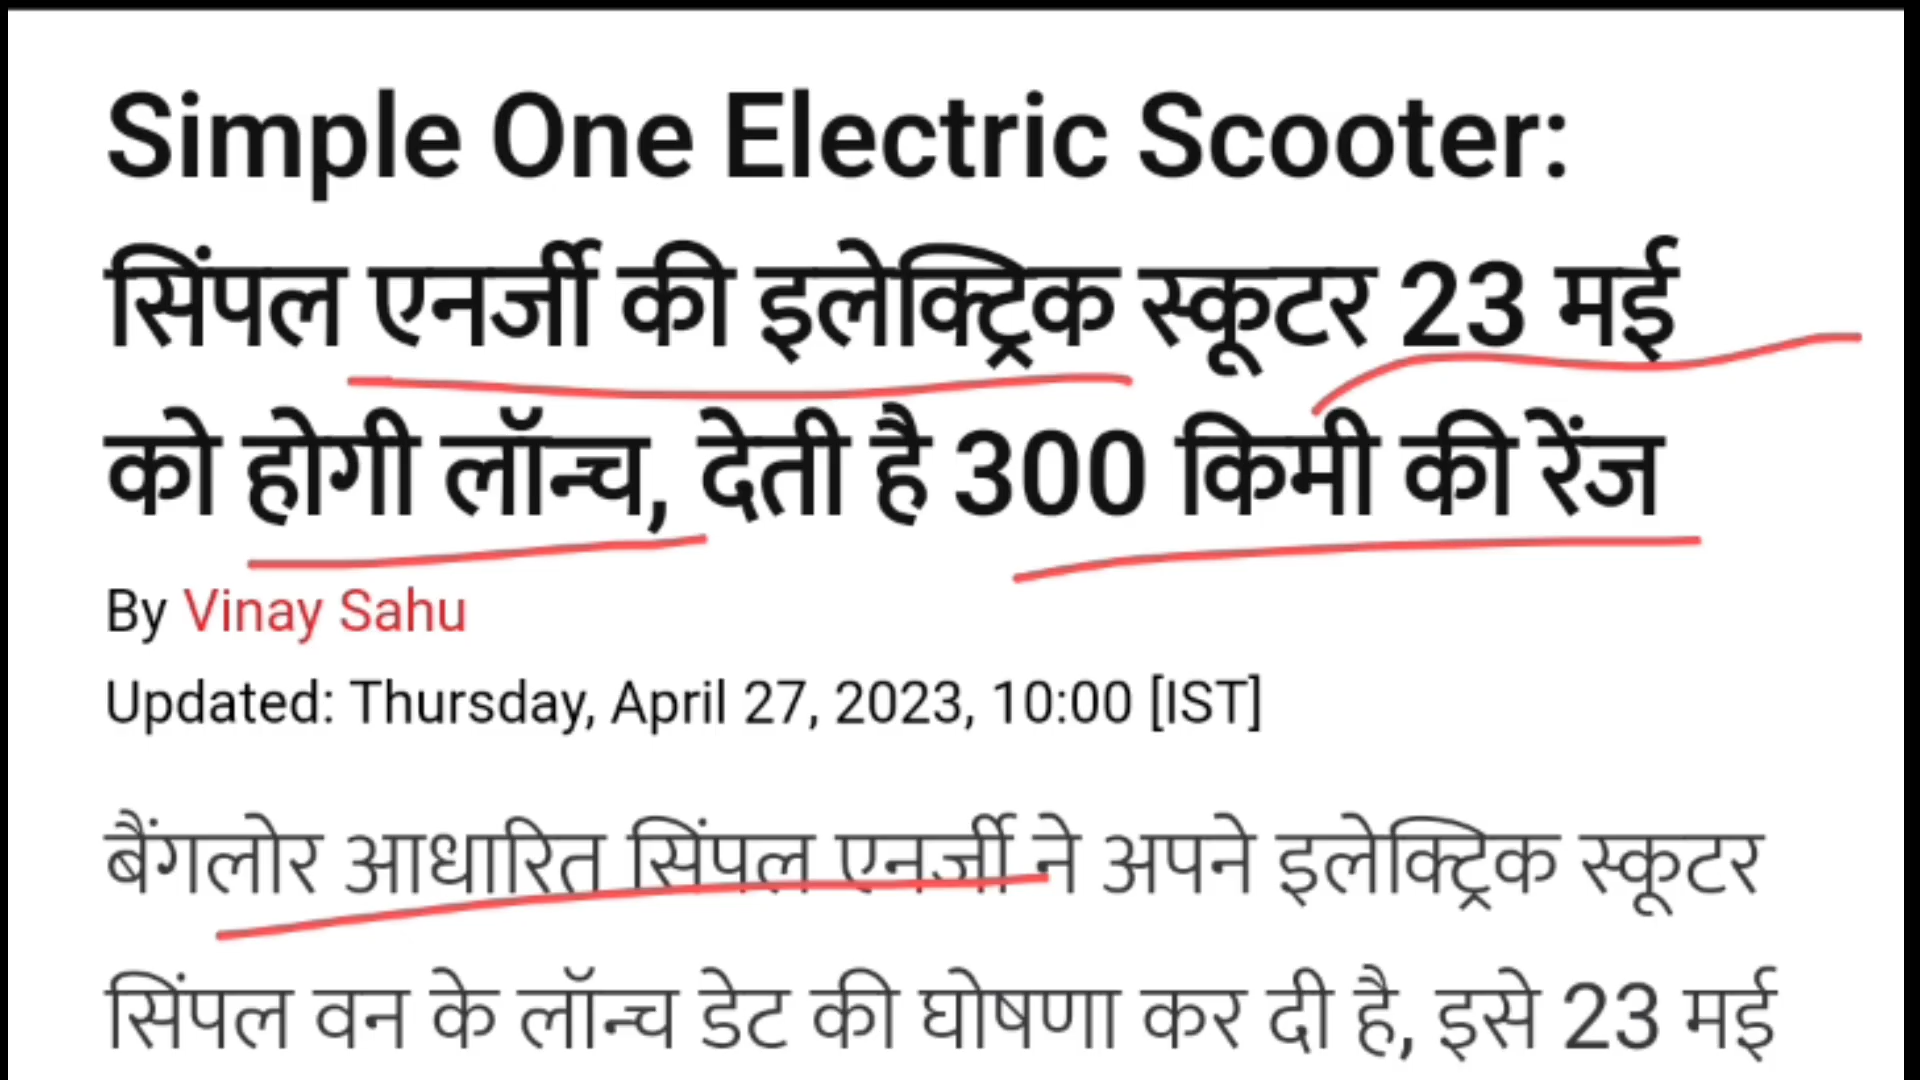 Simple One Electric Scooter:
सिंपल एनर्जी की इलेक्ट्रिक स्कूटर 23 मई
को होगी लॉन्च, देती है 300 किमी की रेंज
By Vinay Sahu
Updated: Thursday, April 27, 2023, 10:00 [IST]
बैंगलोर आधारित सिंपल एनर्जी ने अपने इलेक्ट्रिक स्कूटर
सिंपल वन के लॉन्च डेट की घोषणा कर दी है, इसे 23 मई